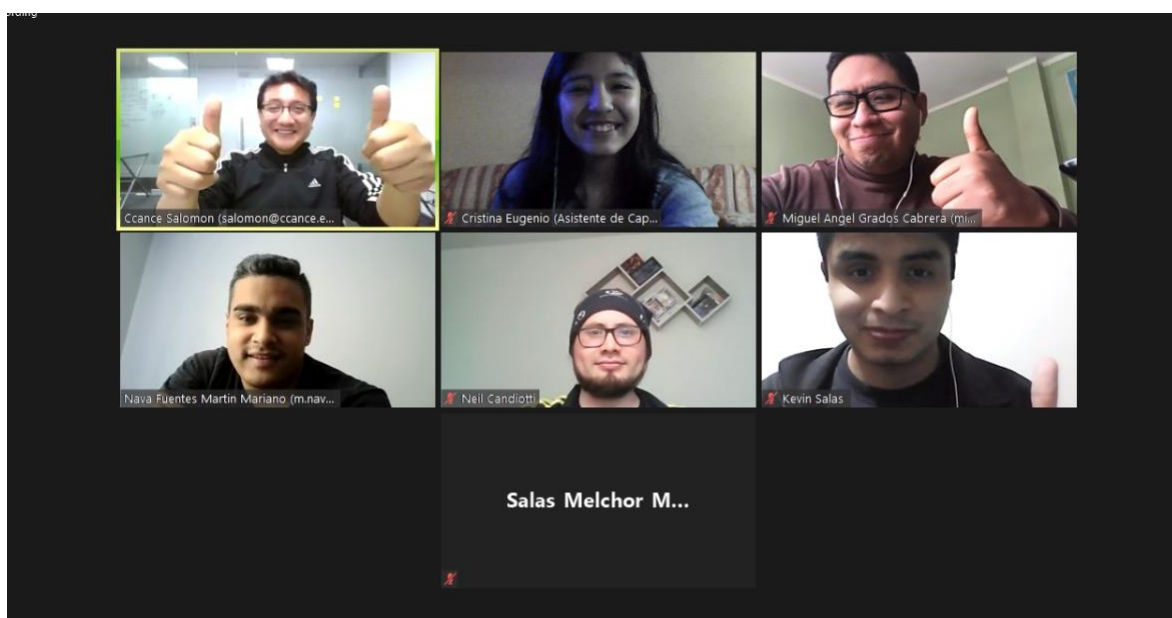 Ccance Salomon (salomon@ccance.e...
Cristina Eugenio (Asistente de Cap...
Miguel Angel Grados Cabrera (mi...
Nava Fuentes Martin Mariano (m.nav...
Neil Candiotti
Kevin Salas
Salas Melchor M...